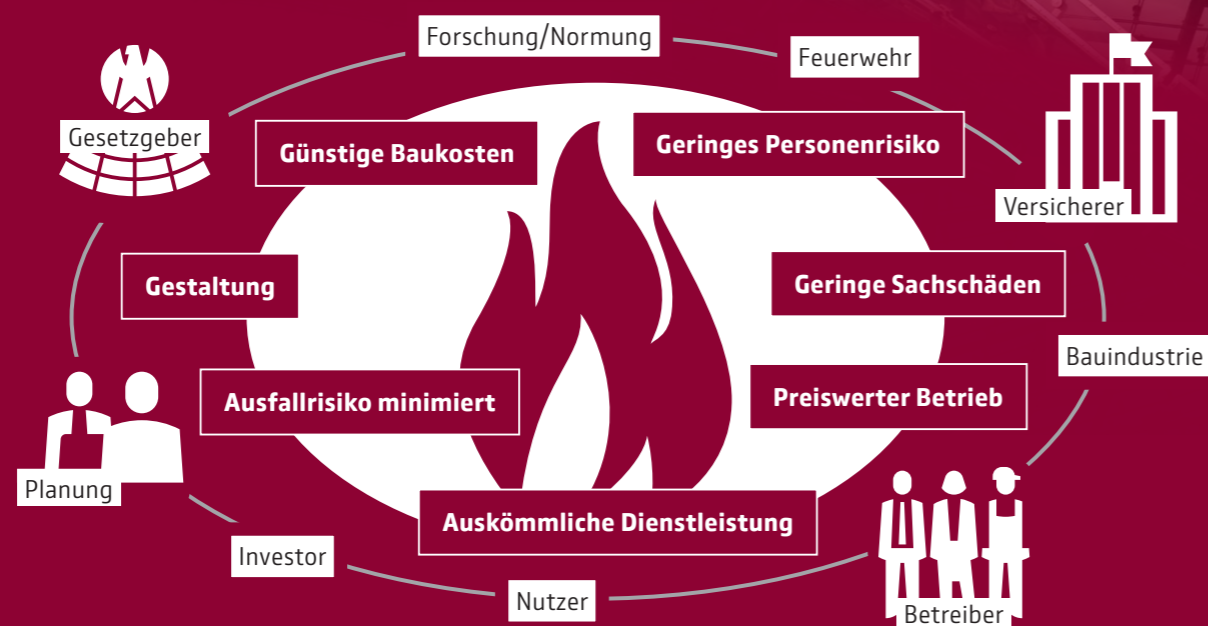 Forschung/Normung
Feuerwehr
Gesetzgeber
Günstige Baukosten
Geringes Personenrisiko
Versicherer
Gestaltung
Geringe Sachschäden
Bauindustrie
Ausfallrisiko minimiert
Preiswerter Betrieb
Planung
Auskömmliche Dienstleistung
Investor
Nutzer
Betreiber